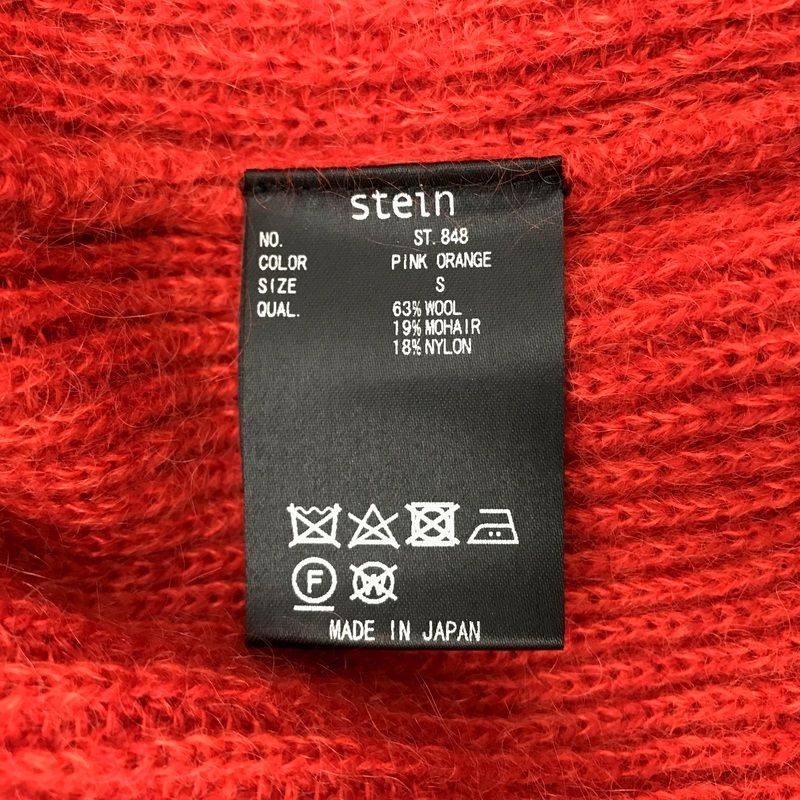 stein
NO. ST.848
COLOR PINK ORANGE
SIZE S
QUAL. 63% WOOL
19% MOHAIR
18% NYLON
F W
MADE IN JAPAN